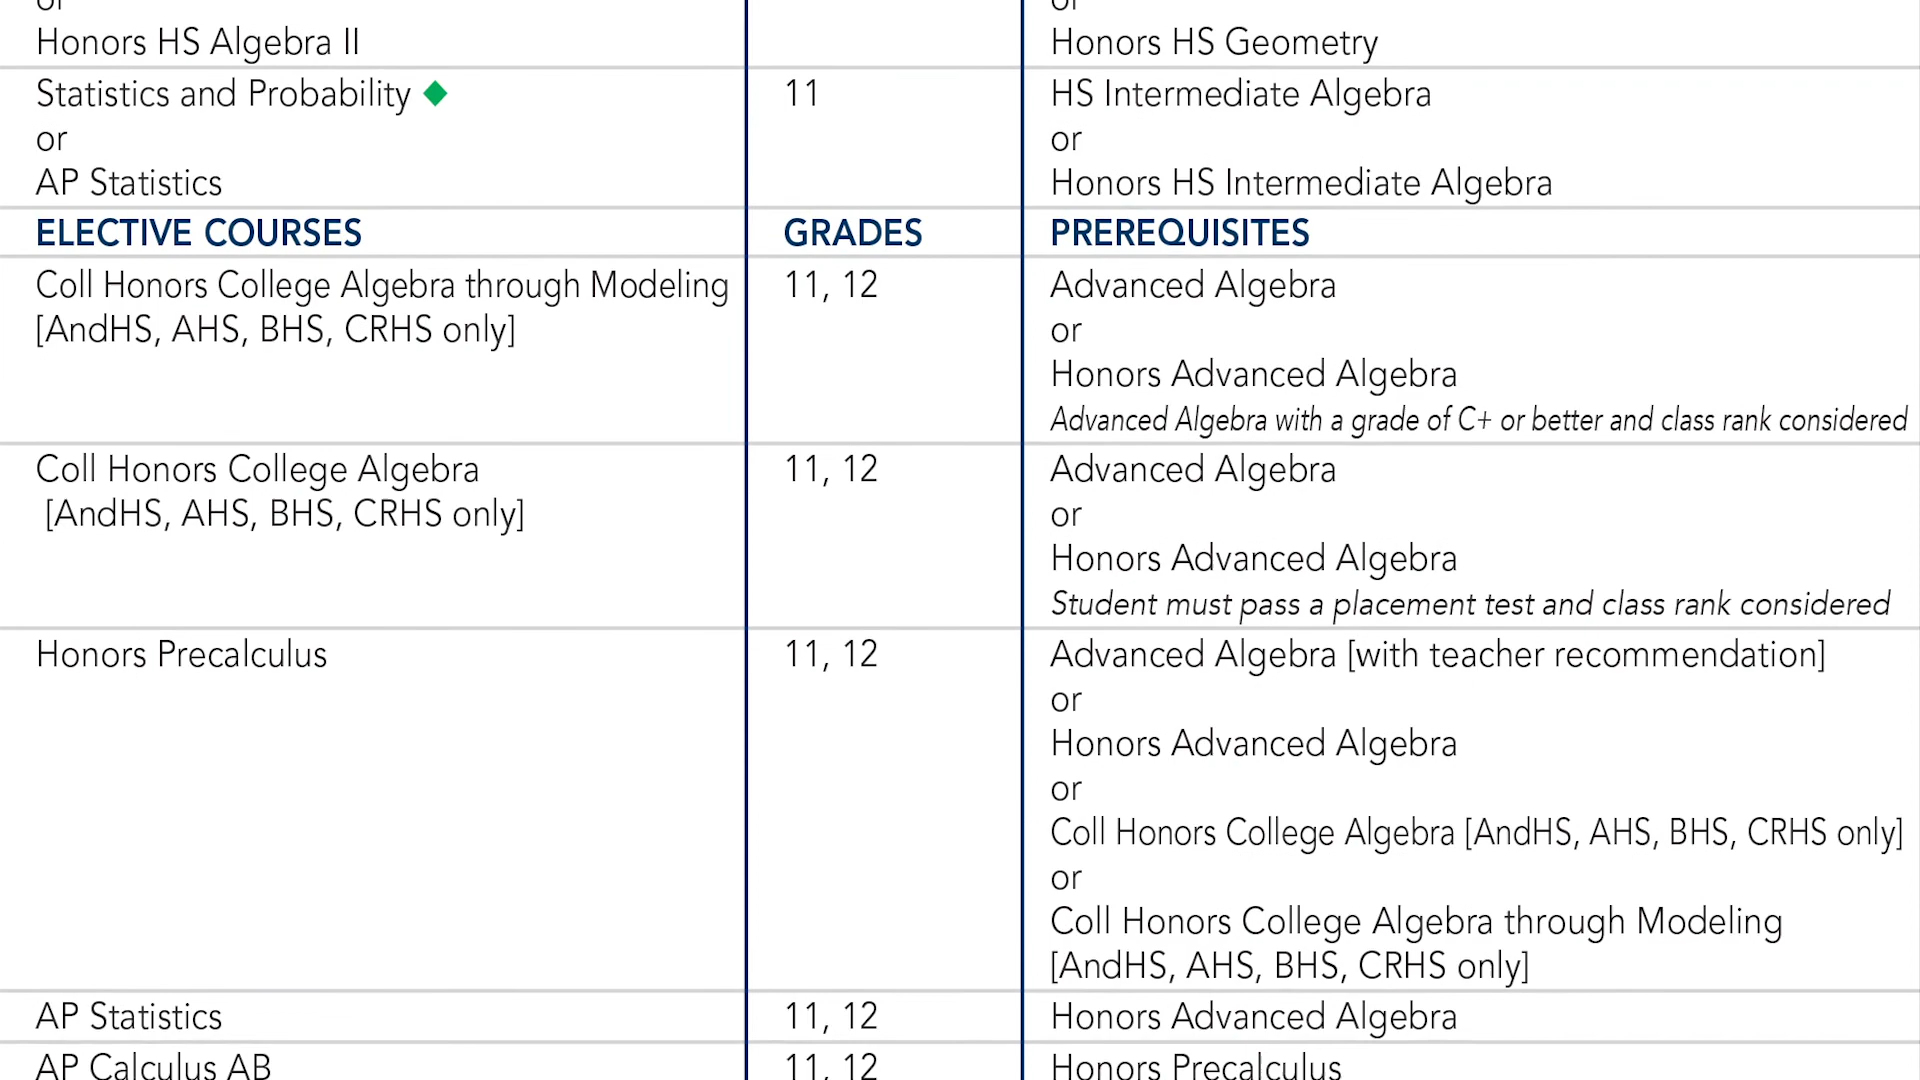 or or
Honors HS Algebra II Honors HS Geometry
Statistics and Probability 11 HS Intermediate Algebra
or or
AP Statistics Honors HS Intermediate Algebra
ELECTIVE COURSES GRADES PREREQUISITES
Coll Honors College Algebra through Modeling 11, 12 Advanced Algebra
[AndHS, AHS, BHS, CRHS only] or
Honors Advanced Algebra
Advanced Algebra with a grade of C+ or better and class rank considered
Coll Honors College Algebra 11, 12 Advanced Algebra
[AndHS, AHS, BHS, CRHS only] or
Honors Advanced Algebra
Student must pass a placement test and class rank considered
Honors Precalculus 11, 12 Advanced Algebra [with teacher recommendation]
or
Honors Advanced Algebra
or
Coll Honors College Algebra [AndHS, AHS, BHS, CRHS only]
or
Coll Honors College Algebra through Modeling
[AndHS, AHS, BHS, CRHS only]
AP Statistics 11, 12 Honors Advanced Algebra
AP Calculus AB 11, 12 Honors Precalculus